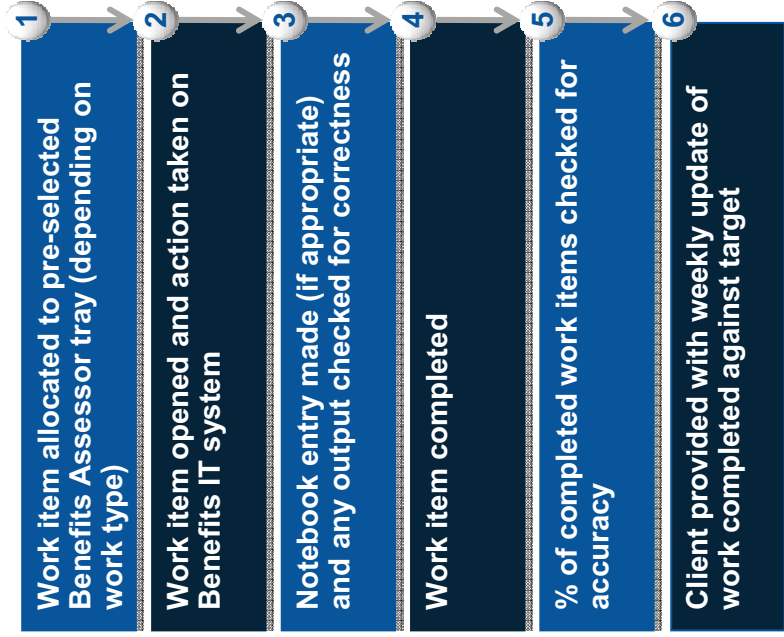 1
Work item allocated to pre-selected
Benefits Assessor tray (depending on
work type)
2
Work item opened and action taken on
Benefits IT system
3
Notebook entry made (if appropriate)
and any output checked for correctness
4
Work item completed
5
% of completed work items checked for
accuracy
6
Client provided with weekly update of
work completed against target